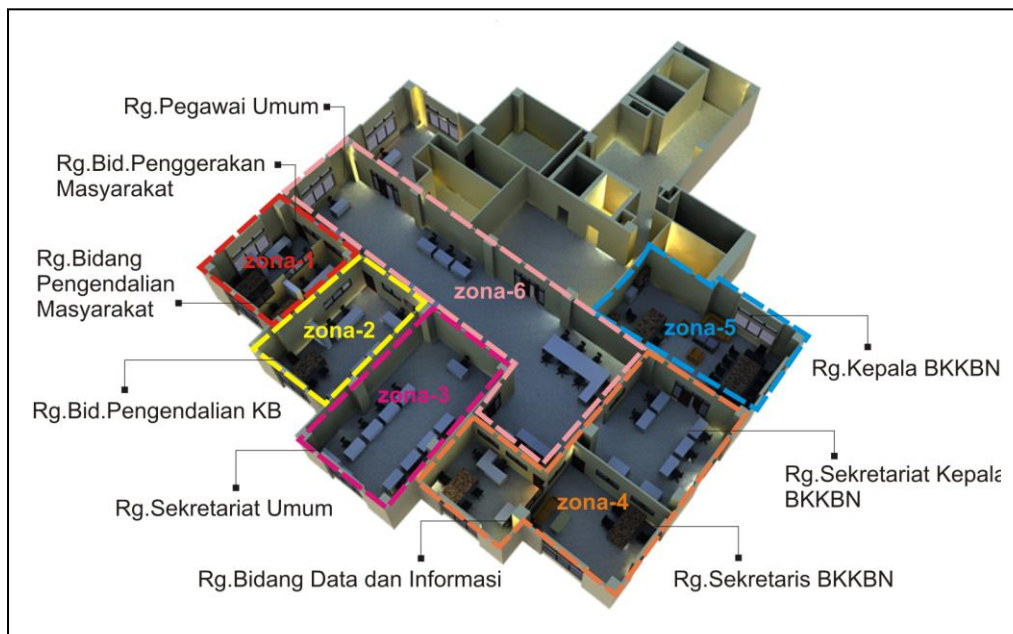 Rg.Pegawai Umum
Rg.Bid.Penggerakan
Masyarakat
Rg.Bidang
Pengendalian
Masyarakat
Rg.Bid.Pengendalian KB
Rg.Sekretariat Umum
Rg.Bidang Data dan Informasi
Rg.Sekretaris BKKBN
Rg.Sekretariat Kepala
BKKBN
Rg.Kepala BKKBN
zona-1
zona-2
zona-3
zona-4
zona-5
zona-6